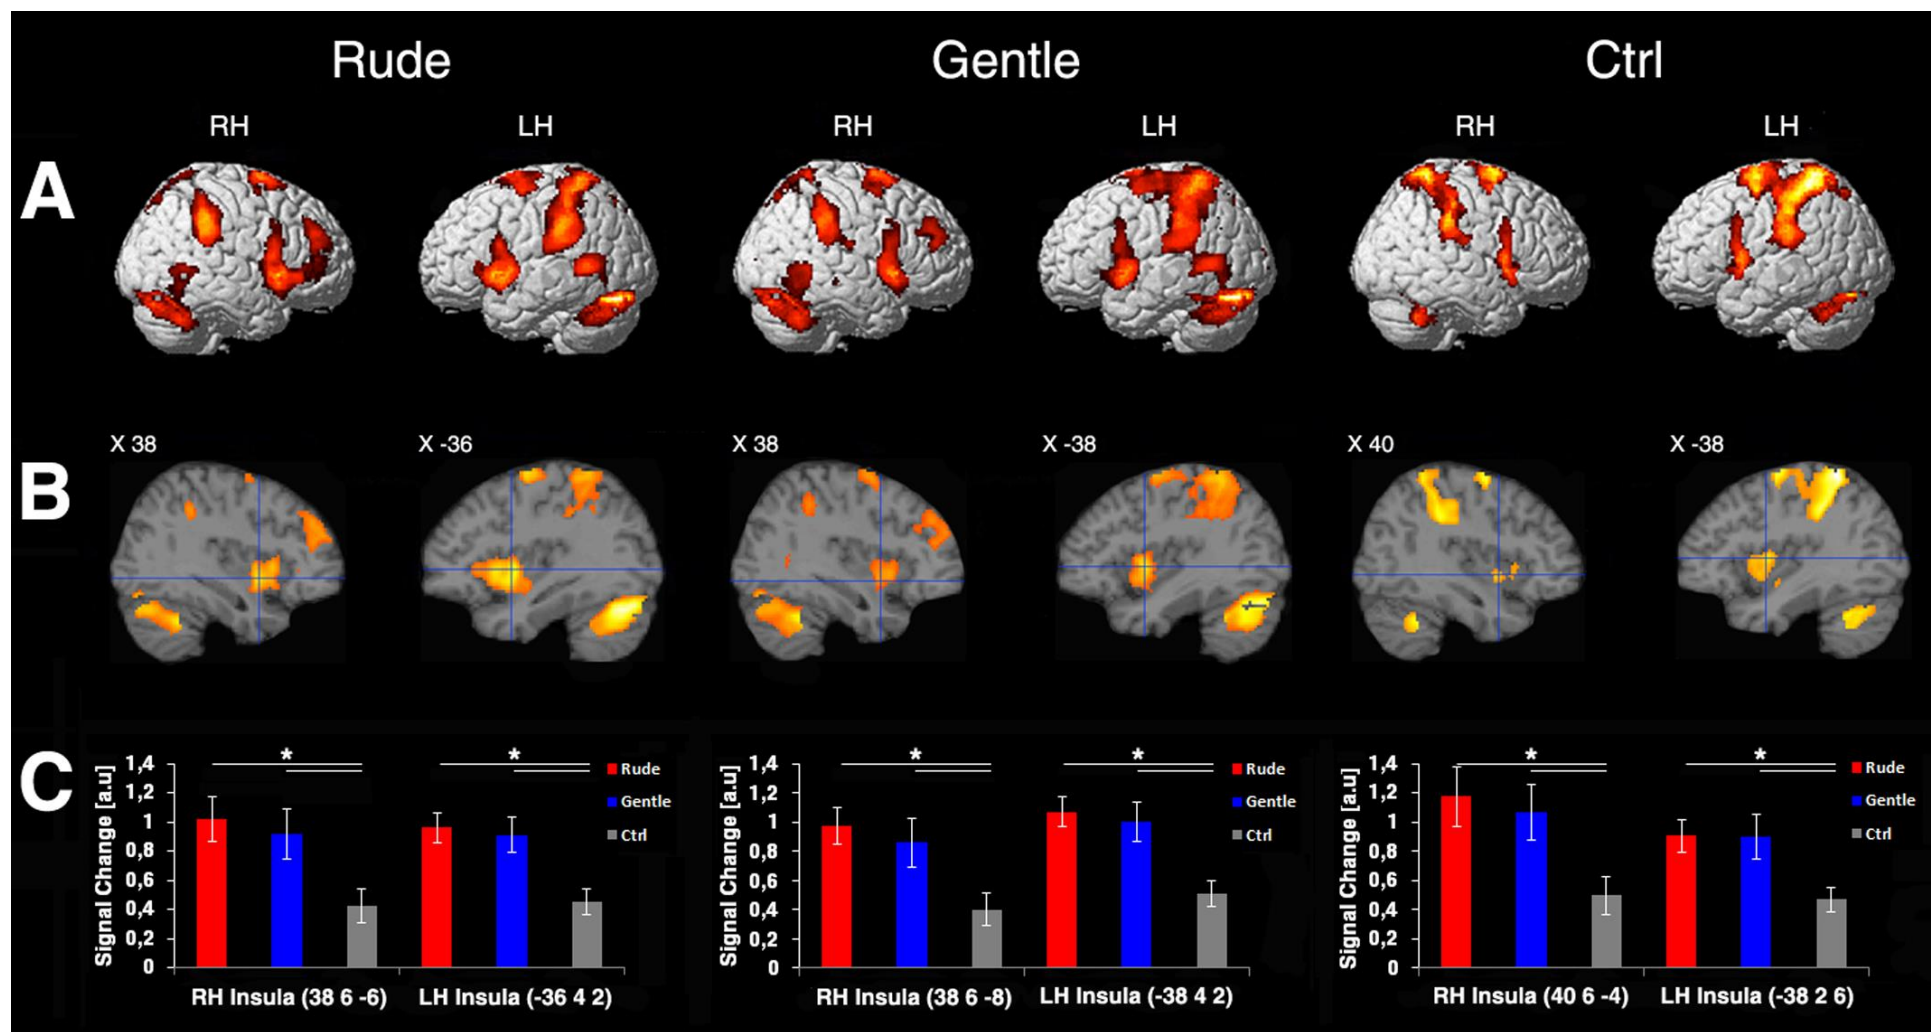 Rude Gentle Ctrl
RH LH RH LH RH LH
A
X 38 X -36 X 38 X -38 X 40 X -38
B
C
* * * * * *
Signal Change [a.u]
1,4
1,2
1
0,8
0,6
0,4
0,2
0
Rude
Gentle
Ctrl
RH Insula (38 6 -6) LH Insula (-36 4 2)
Signal Change [a.u]
1,4
1,2
1
0,8
0,6
0,4
0,2
0
Rude
Gentle
Ctrl
RH Insula (38 6 -8) LH Insula (-38 4 2)
Signal Change [a.u]
1,4
1,2
1
0,8
0,6
0,4
0,2
0
Rude
Gentle
Ctrl
RH Insula (40 6 -4) LH Insula (-38 2 6)